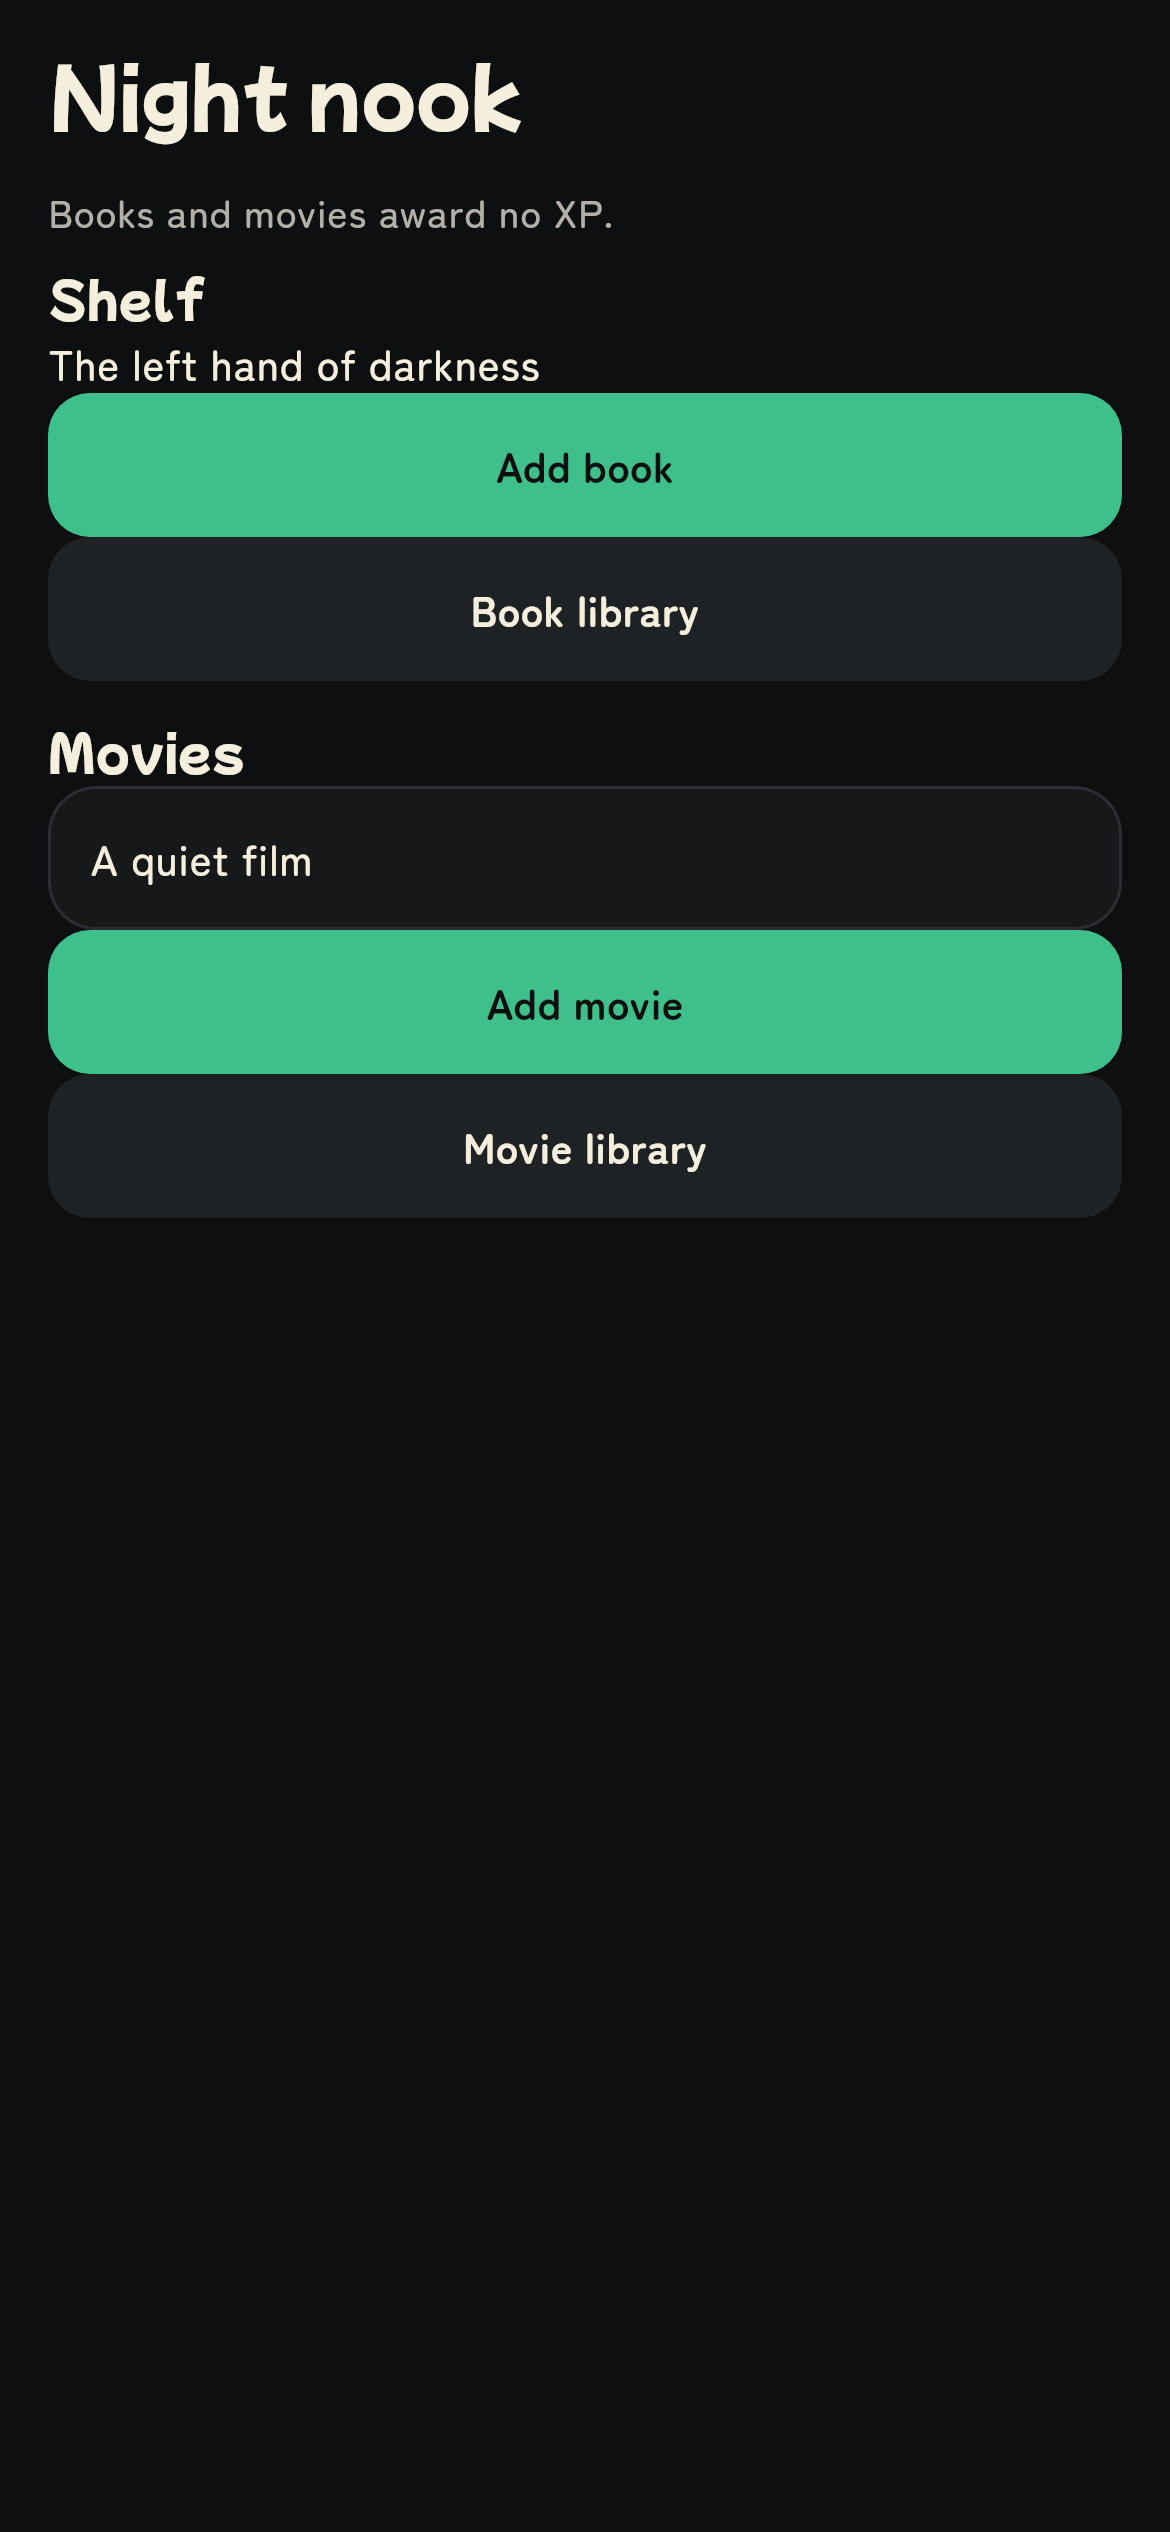 Night nook
Books and movies award no XP.
Shelf
The left hand of darkness
Add book
Book library
Movies
A quiet film
Add movie
Movie library